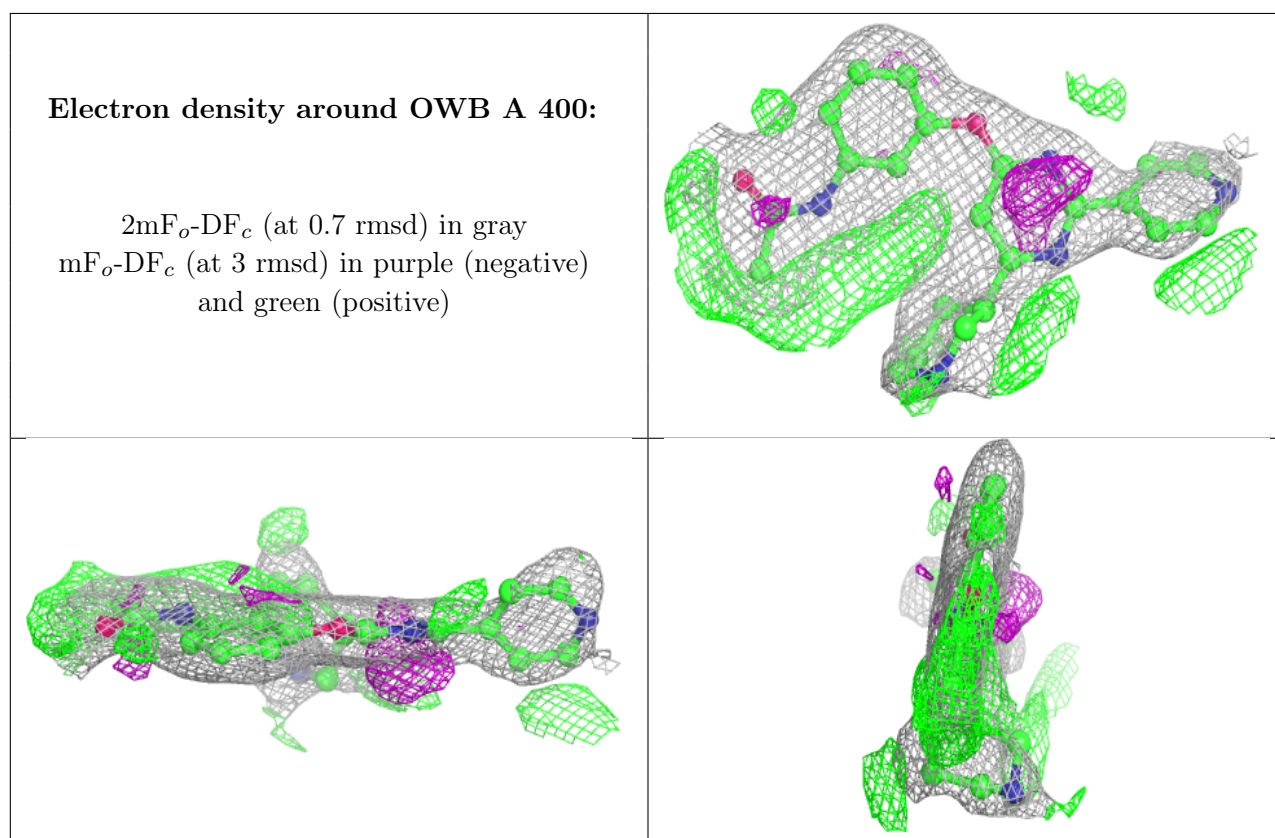 Electron density around OWB A 400:
2mFo-DFc (at 0.7 rmsd) in gray
mFo-DFc (at 3 rmsd) in purple (negative)
and green (positive)